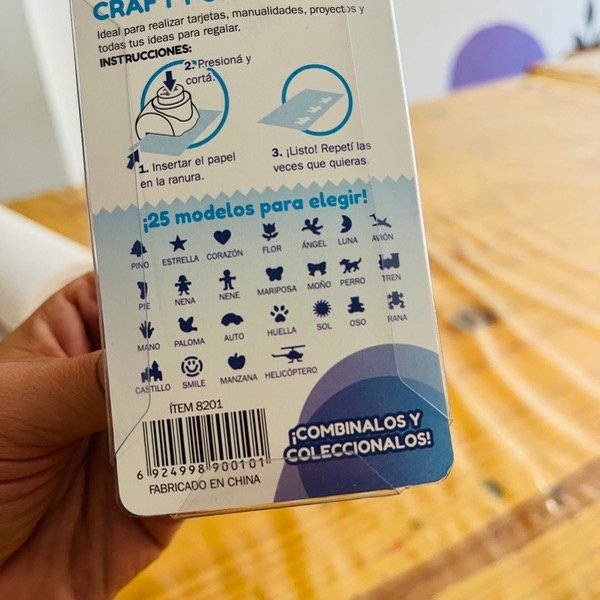 CRAFT
Ideal para realizar tarjetas, manualidades, proyectos y
todas tus ideas para regalar.
INSTRUCCIONES:
2. Presioná y
cortá.
1. Insertar el papel
en la ranura.
3. ¡Listo! Repetí las
veces que quieras.
¡25 modelos para elegir!
PINO ESTRELLA CORAZÓN FLOR ÁNGEL LUNA AVIÓN
PIE NENA NENE MARIPOSA MOÑO PERRO TREN
MANO PALOMA AUTO HUELLA SOL OSO RANA
CASTILLO SMILE MANZANA HELICÓPTERO
ÍTEM 8201
6 924998 900101
FABRICADO EN CHINA
¡COMBINALOS Y
COLECCIONALOS!